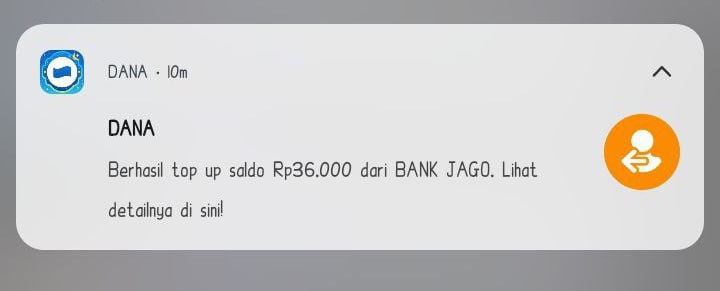 DANA · 10m
DANA
Berhasil top up saldo Rp36.000 dari BANK JAGO. Lihat
detailnya di sini!